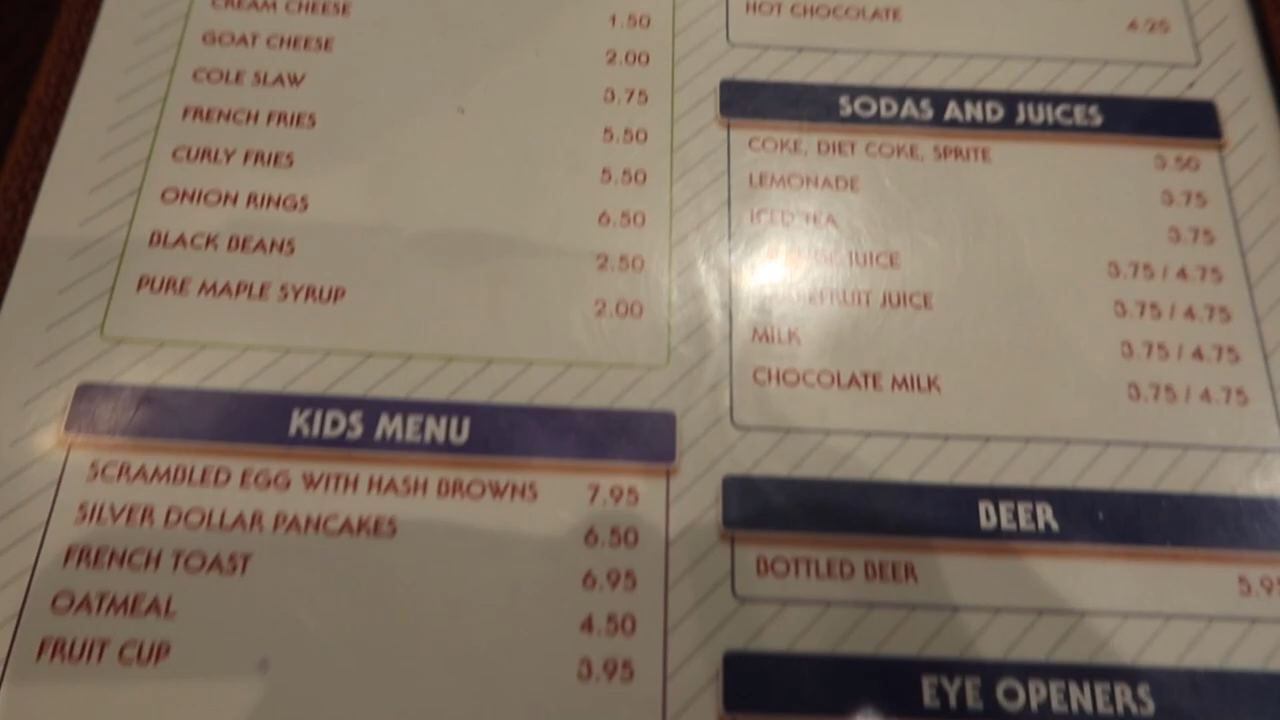 CREAM CHEESE 1.50
GOAT CHEESE 2.00
COLE SLAW 3.75
FRENCH FRIES 5.50
CURLY FRIES 5.50
ONION RINGS 6.50
BLACK BEANS 2.50
PURE MAPLE SYRUP 2.00
KIDS MENU
SCRAMBLED EGG WITH HASH BROWNS 7.95
SILVER DOLLAR PANCAKES 6.50
FRENCH TOAST 6.95
OATMEAL 4.50
FRUIT CUP 3.95
HOT CHOCOLATE 4.25
SODAS AND JUICES
COKE, DIET COKE, SPRITE 3.50
LEMONADE 3.75
ICED TEA 3.75
JUICE 3.75 / 4.75
JUICE 3.75 / 4.75
MILK 3.75 / 4.75
CHOCOLATE MILK 3.75 / 4.75
BEER
BOTTLED BEER
EYE OPENERS